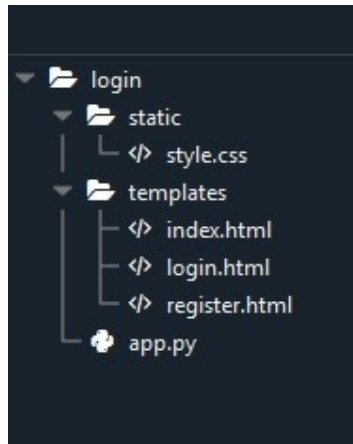 login
static
style.css
templates
index.html
login.html
register.html
app.py